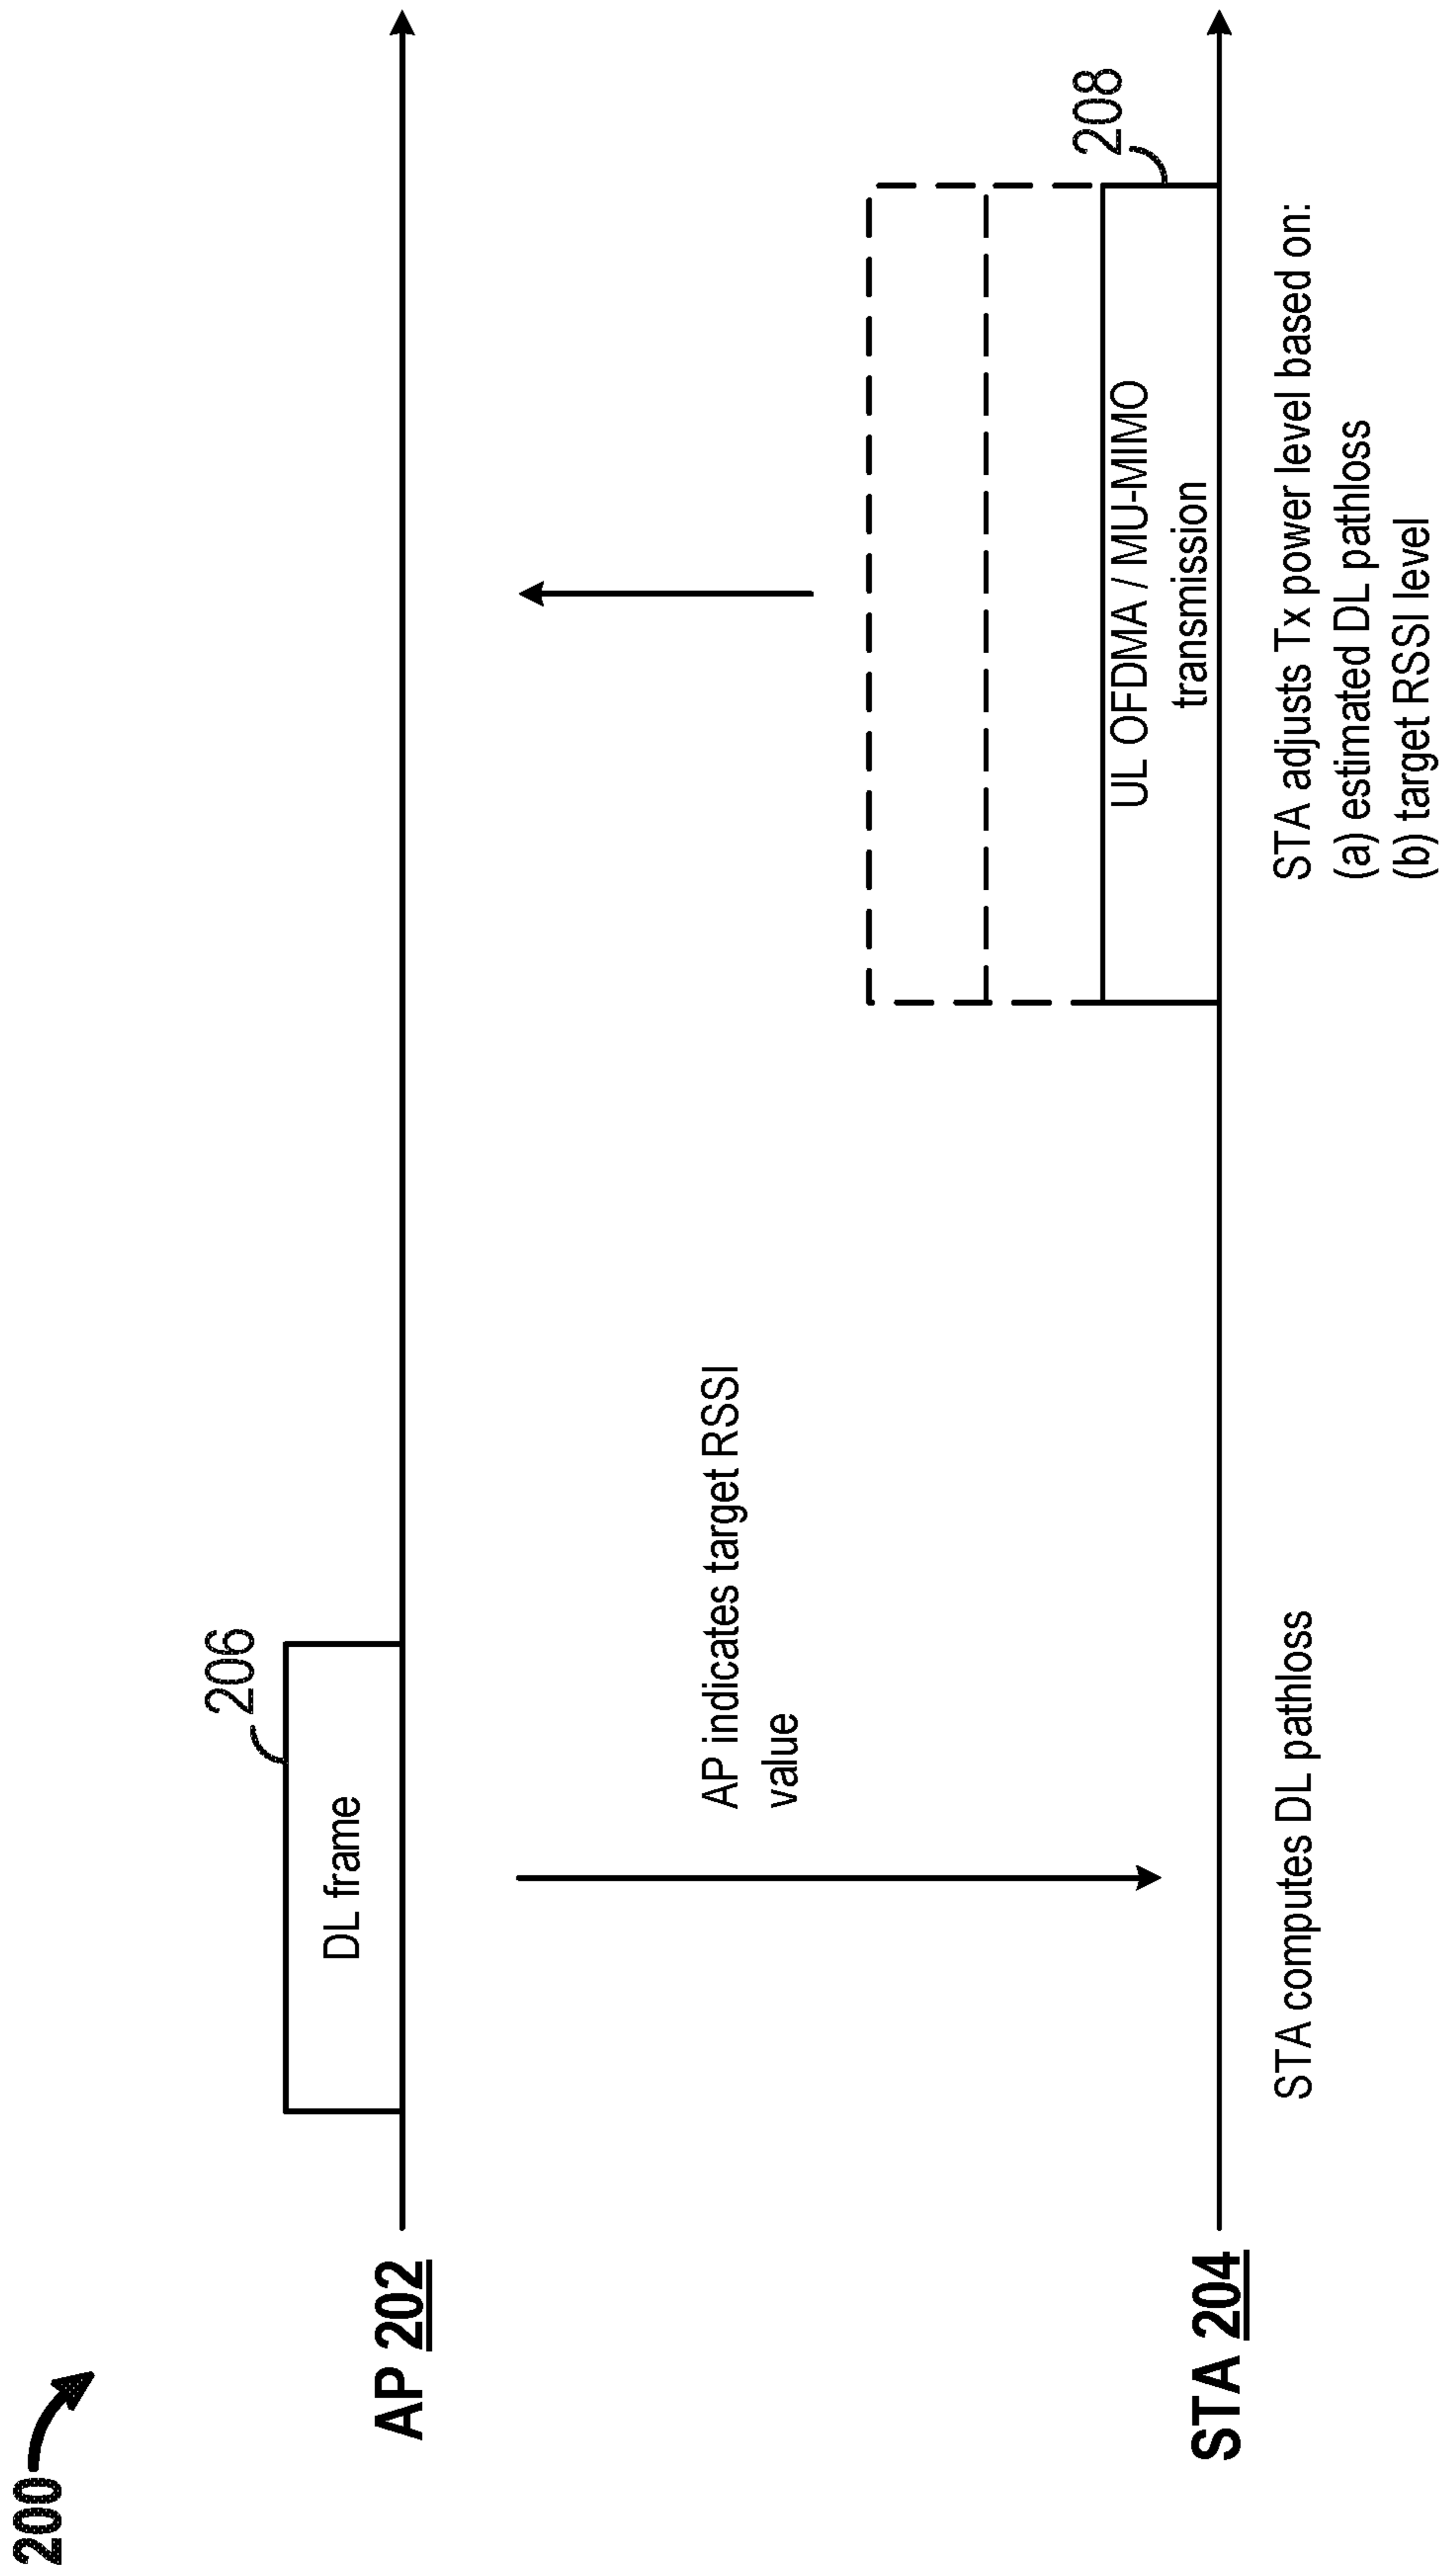 200
206
DL frame
AP 202
AP indicates target RSSI
value
208
UL OFDMA / MU-MIMO
transmission
STA 204
STA computes DL pathloss
STA adjusts Tx power level based on:
(a) estimated DL pathloss
(b) target RSSI level